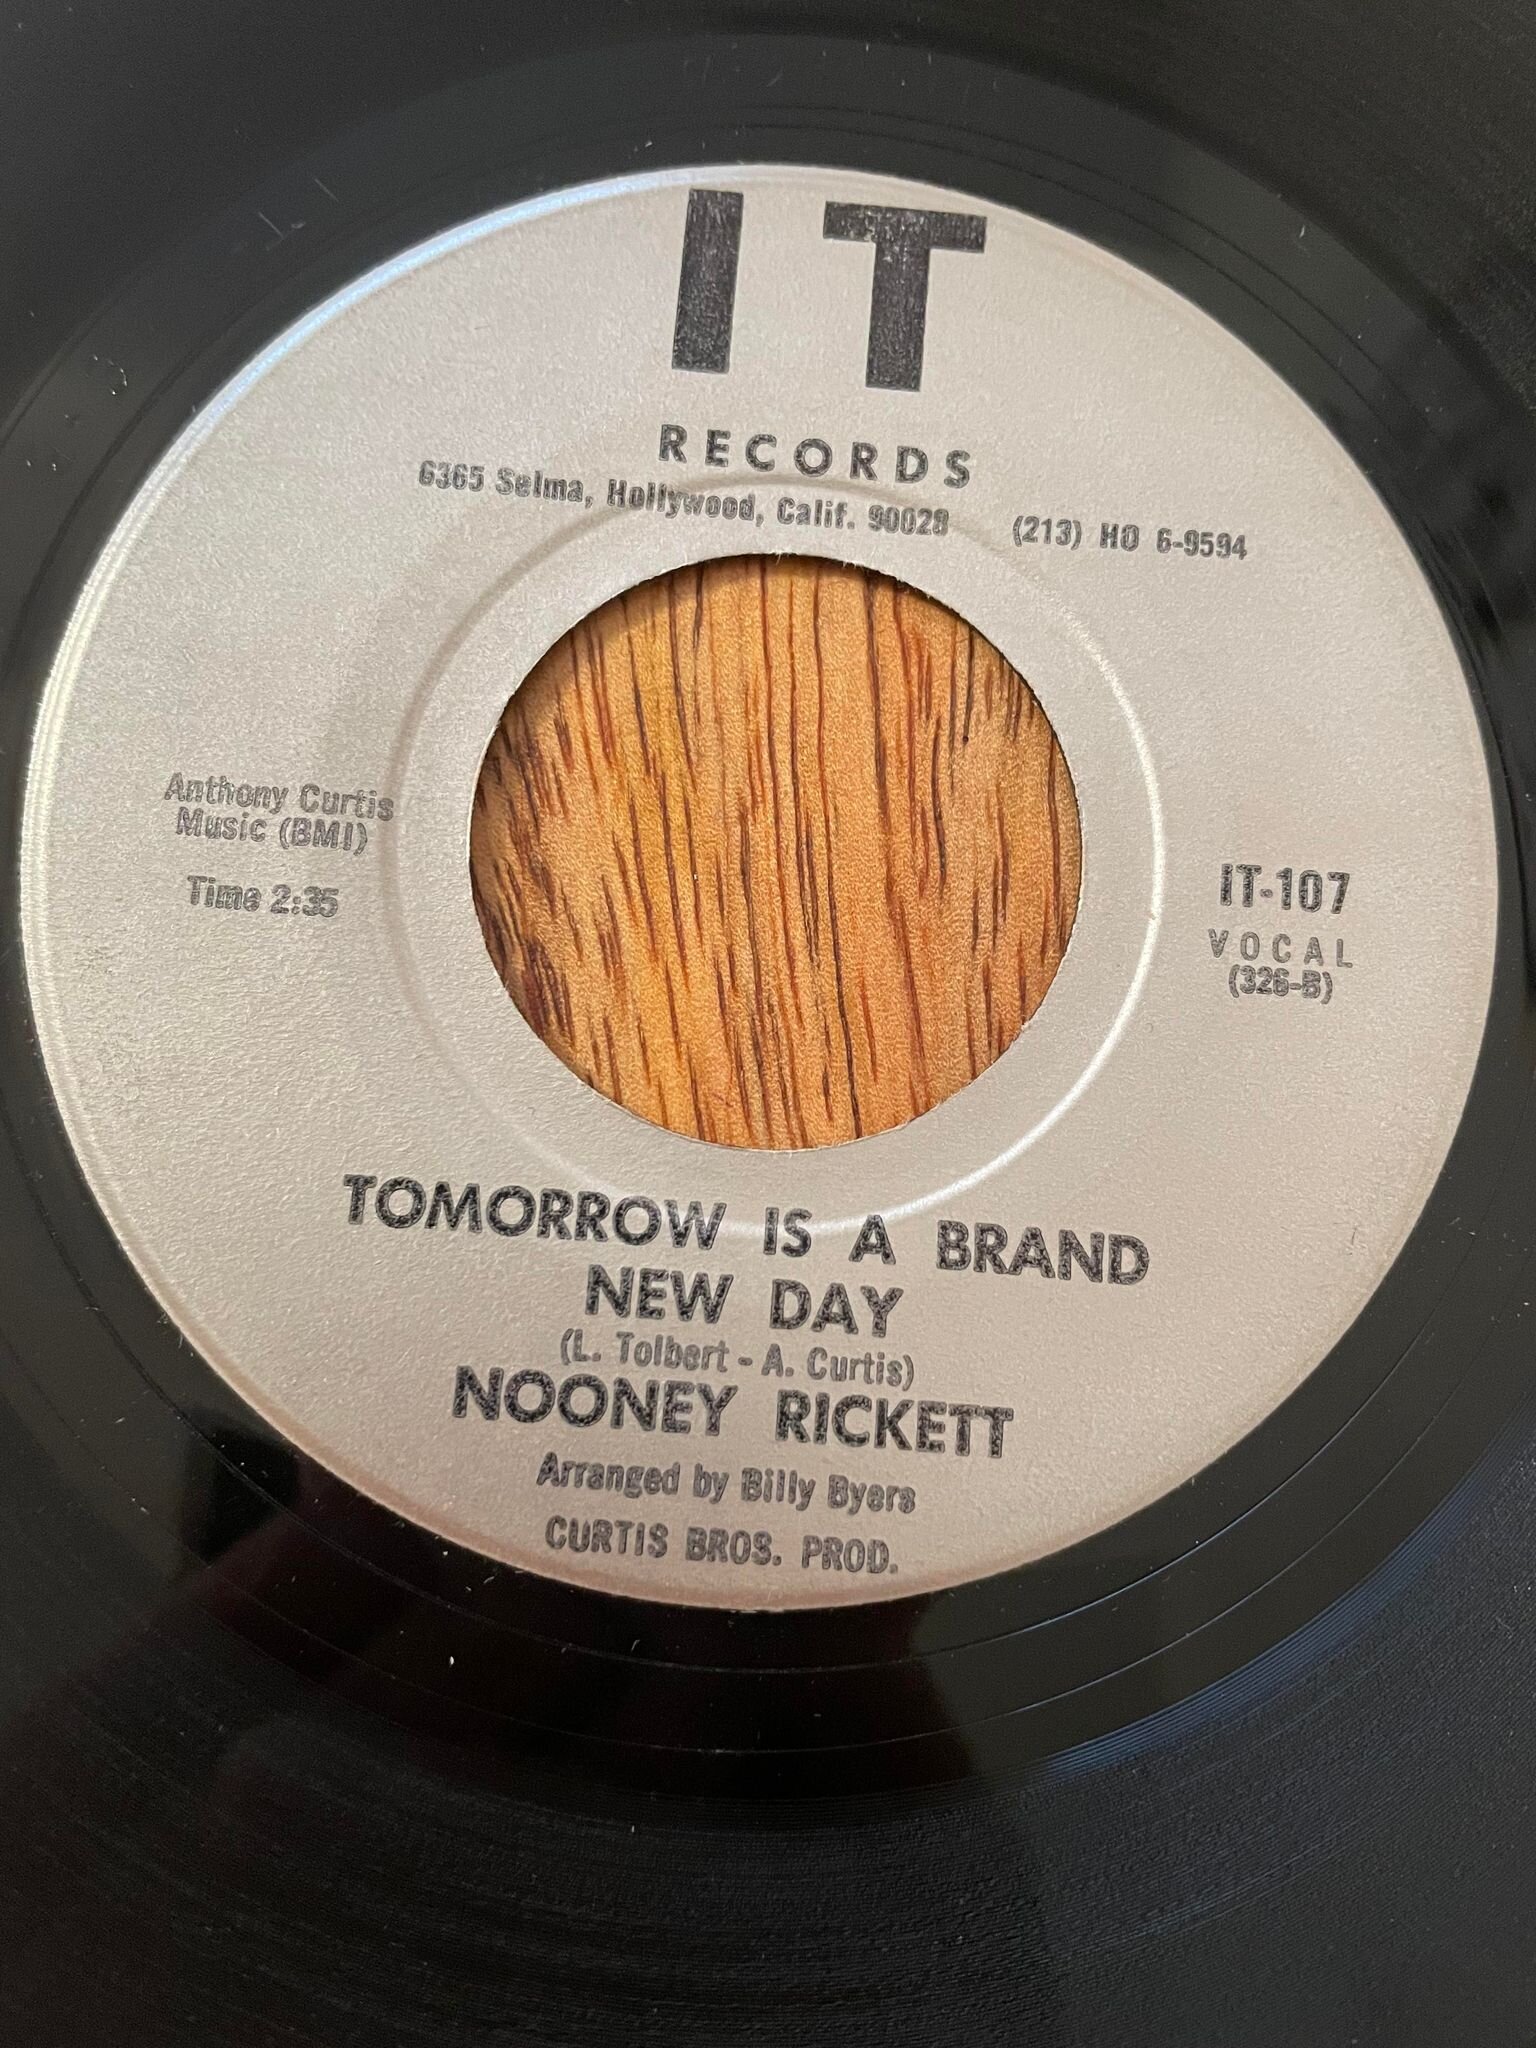 IT
RECORDS
6365 Selma, Hollywood, Calif. 90028 (213) HO 6-9594
Anthony Curtis
Music (BMI)
Time 2:35
IT-107
VOCAL
(326-B)
TOMORROW IS A BRAND
NEW DAY
(L. Tolbert - A. Curtis)
NOONEY RICKETT
Arranged by Billy Byers
CURTIS BROS. PROD.